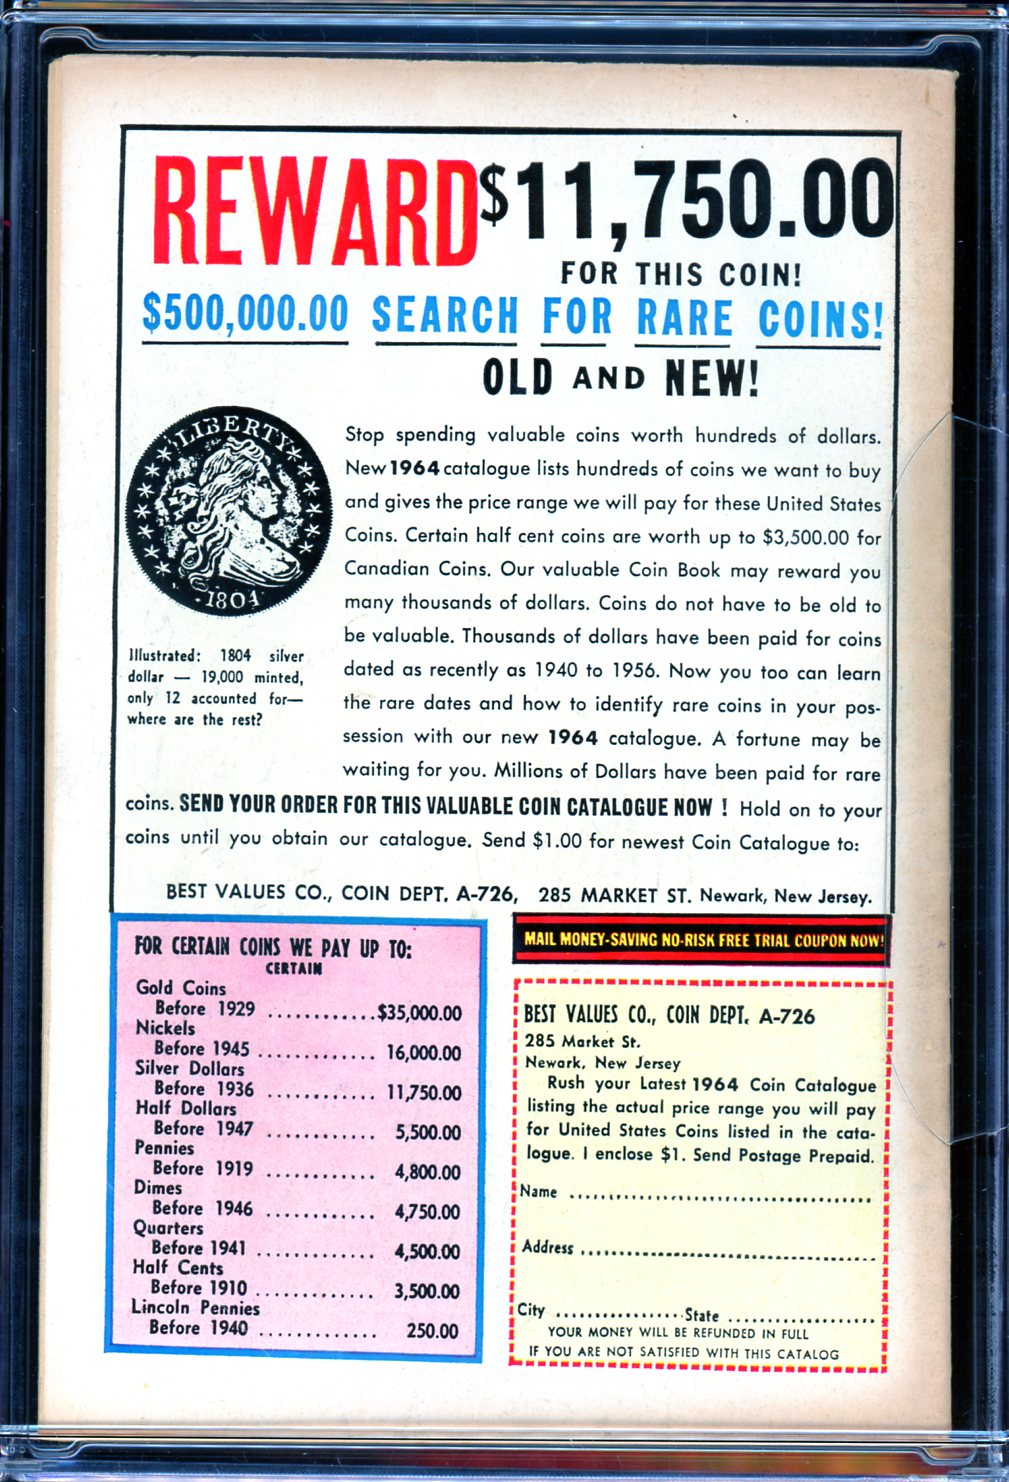 REWARD $11,750.00
FOR THIS COIN!
$500,000.00 SEARCH FOR RARE COINS!
OLD AND NEW!
LIBERTY
1804
Illustrated: 1804 silver
dollar — 19,000 minted,
only 12 accounted for—
where are the rest?
Stop spending valuable coins worth hundreds of dollars.
New 1964 catalogue lists hundreds of coins we want to buy
and gives the price range we will pay for these United States
Coins. Certain half cent coins are worth up to $3,500.00 for
Canadian Coins. Our valuable Coin Book may reward you
many thousands of dollars. Coins do not have to be old to
be valuable. Thousands of dollars have been paid for coins
dated as recently as 1940 to 1956. Now you too can learn
the rare dates and how to identify rare coins in your pos-
session with our new 1964 catalogue. A fortune may be
waiting for you. Millions of Dollars have been paid for rare
coins. SEND YOUR ORDER FOR THIS VALUABLE COIN CATALOGUE NOW ! Hold on to your
coins until you obtain our catalogue. Send $1.00 for newest Coin Catalogue to:
BEST VALUES CO., COIN DEPT. A-726, 285 MARKET ST. Newark, New Jersey.
FOR CERTAIN COINS WE PAY UP TO:
CERTAIN
Gold Coins
Before 1929 ............$35,000.00
Nickels
Before 1945 ............ 16,000.00
Silver Dollars
Before 1936 ............ 11,750.00
Half Dollars
Before 1947 ............ 5,500.00
Pennies
Before 1919 ............ 4,800.00
Dimes
Before 1946 ............ 4,750.00
Quarters
Before 1941 ............ 4,500.00
Half Cents
Before 1910 ............. 3,500.00
Lincoln Pennies
Before 1940 ............. 250.00
MAIL MONEY-SAVING NO-RISK FREE TRIAL COUPON NOW!
BEST VALUES CO., COIN DEPT. A-726
285 Market St.
Newark, New Jersey
Rush your Latest 1964 Coin Catalogue
listing the actual price range you will pay
for United States Coins listed in the cata-
logue. I enclose $1. Send Postage Prepaid.
Name ........................................
Address ........................................
City ................. State ....................
YOUR MONEY WILL BE REFUNDED IN FULL
IF YOU ARE NOT SATISFIED WITH THIS CATALOG